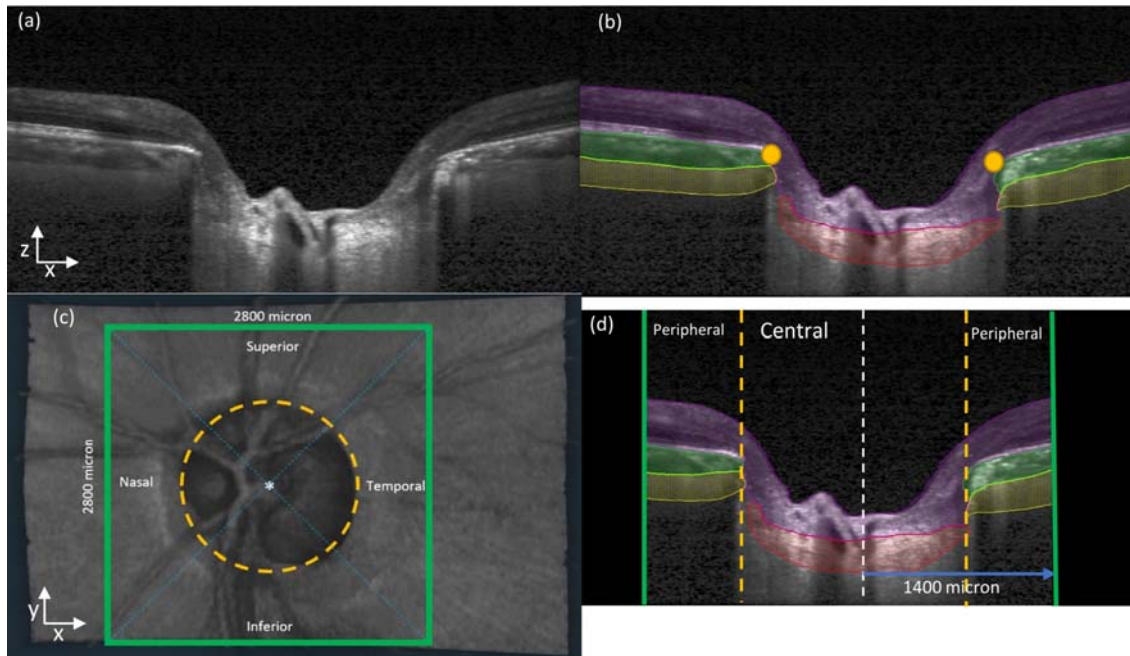 (a)
z
x
(b)
(c)
2800 micron
Superior
2800 micron
Nasal
*
Temporal
Inferior
y
x
(d)
Peripheral
Central
Peripheral
1400 micron